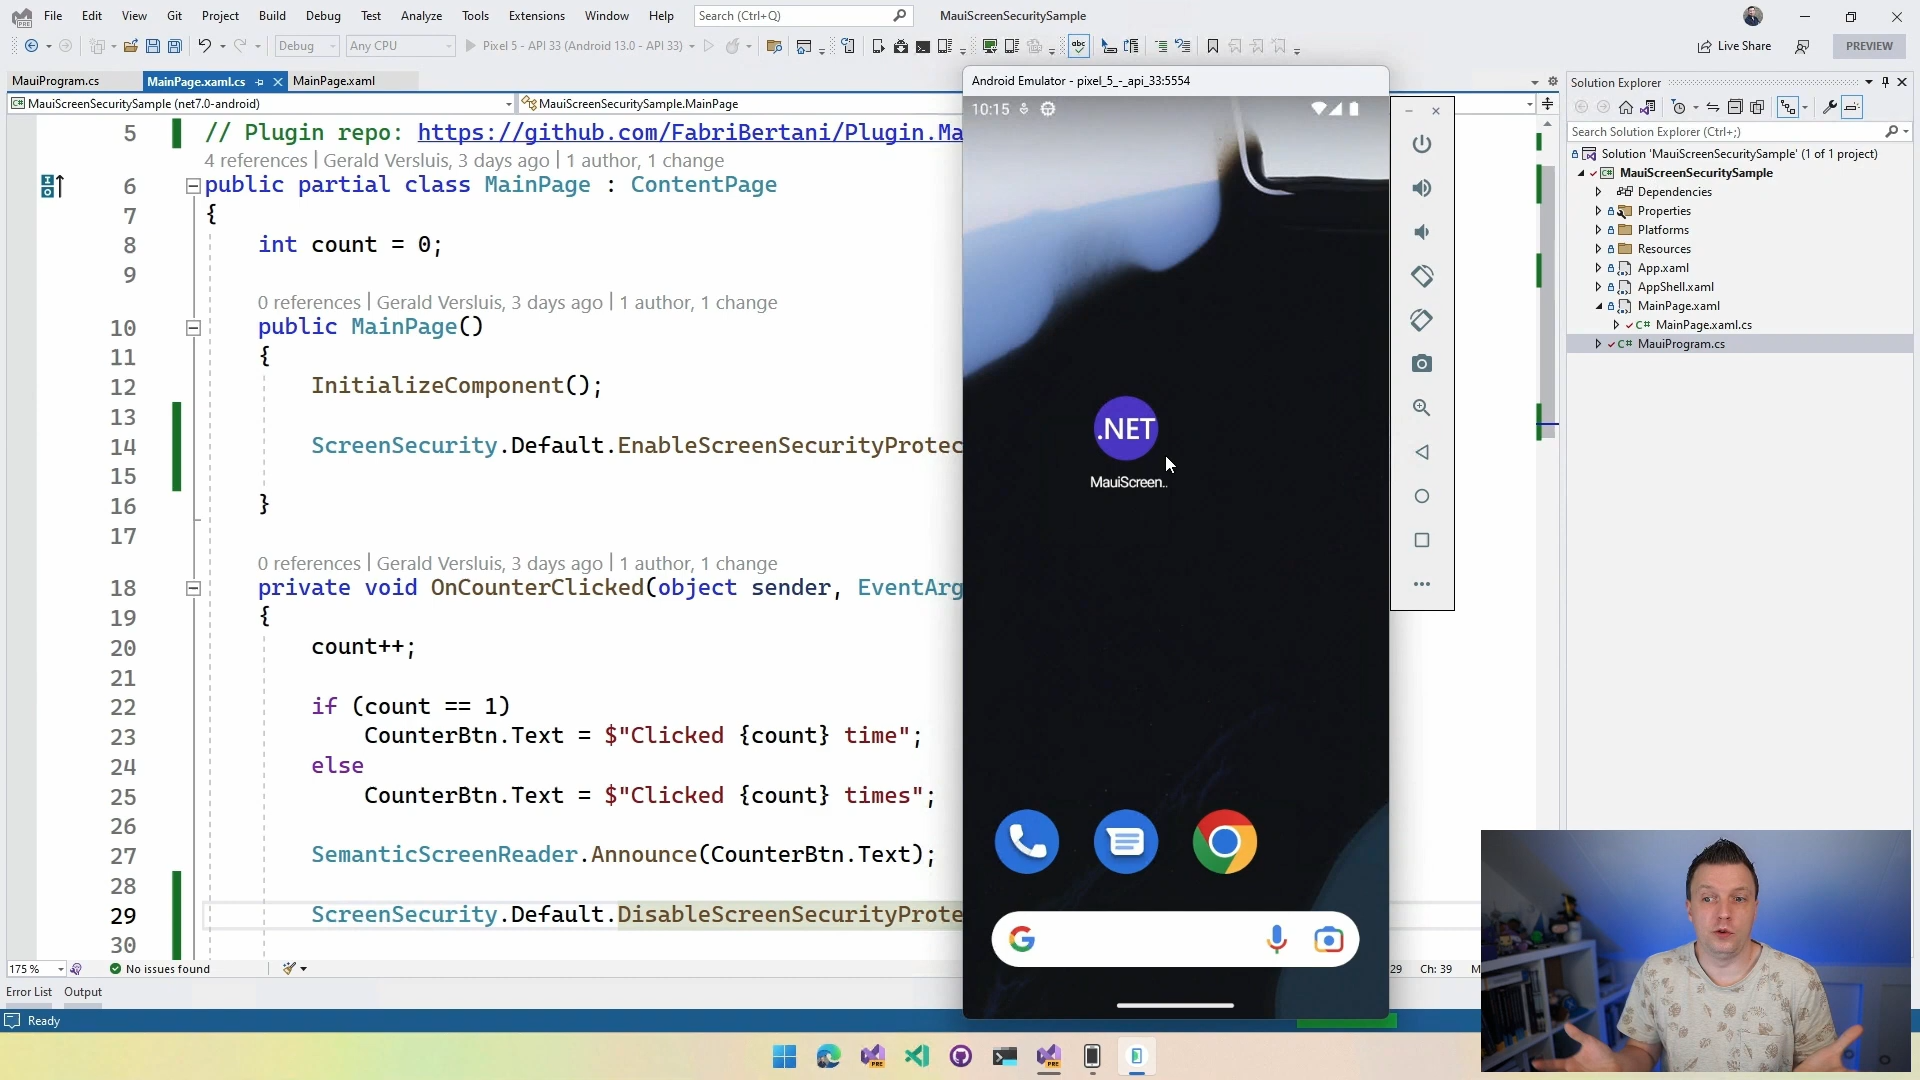 File Edit View Git Project Build Debug Test Analyze Tools Extensions Window Help Search (Ctrl+Q) MauiScreenSecuritySample
Debug Any CPU Pixel 5 - API 33 (Android 13.0 - API 33) Live Share PREVIEW
MauiProgram.cs MainPage.xaml.cs MainPage.xaml
MauiScreenSecuritySample (net7.0-android) MauiScreenSecuritySample.MainPage
5 // Plugin repo: https://github.com/FabriBertani/Plugin.Ma
4 references | Gerald Versluis, 3 days ago | 1 author, 1 change
6 public partial class MainPage : ContentPage
7 {
8 int count = 0;
9
0 references | Gerald Versluis, 3 days ago | 1 author, 1 change
10 public MainPage()
11 {
12 InitializeComponent();
13
14 ScreenSecurity.Default.EnableScreenSecurityProtec
15
16 }
17
0 references | Gerald Versluis, 3 days ago | 1 author, 1 change
18 private void OnCounterClicked(object sender, EventArg
19 {
20 count++;
21
22 if (count == 1)
23 CounterBtn.Text = $"Clicked {count} time";
24 else
25 CounterBtn.Text = $"Clicked {count} times";
26
27 SemanticScreenReader.Announce(CounterBtn.Text);
28
29 ScreenSecurity.Default.DisableScreenSecurityProte
30
175 % No issues found 29 Ch: 39 M
Error List Output
Ready
Android Emulator - pixel_5_-_api_33:5554
10:15
.NET
MauiScreen..
Solution Explorer
Search Solution Explorer (Ctrl+;)
Solution 'MauiScreenSecuritySample' (1 of 1 project)
MauiScreenSecuritySample
Dependencies
Properties
Platforms
Resources
App.xaml
AppShell.xaml
MainPage.xaml
C# MainPage.xaml.cs
C# MauiProgram.cs